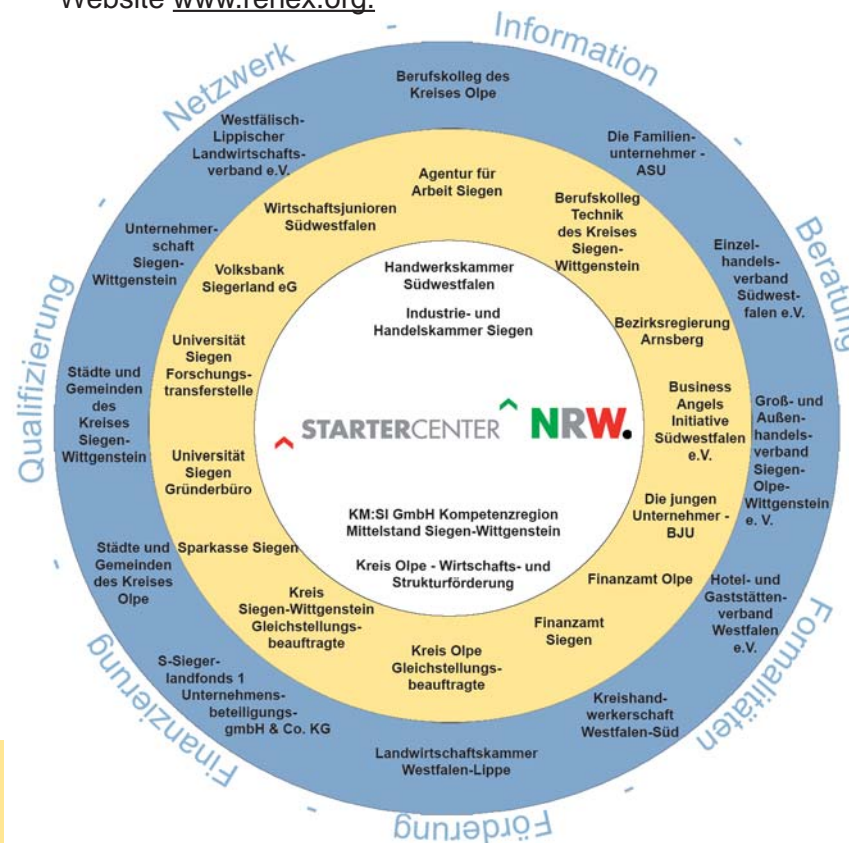 Website www.renex.org.
Netzwerk - Information - Beratung - Formalitäten - Förderung - Finanzierung - Qualifizierung -
Berufskolleg des
Kreises Olpe
Die Familien-
unternehmer -
ASU
Einzel-
handels-
verband
Südwest-
falen e.V.
Groß- und
Außen-
handels-
verband
Siegen-
Olpe-
Wittgenstein
e. V.
Hotel- und
Gaststätten-
verband
Westfalen
e.V.
Kreishand-
werkerschaft
Westfalen-Süd
Landwirtschaftskammer
Westfalen-Lippe
S-Sieger-
landfonds 1
Unternehmens-
beteiligungs-
gmbH & Co. KG
Städte und
Gemeinden
des Kreises
Olpe
Städte und
Gemeinden
des
Kreises
Siegen-
Wittgenstein
Unternehmer-
schaft
Siegen-
Wittgenstein
Westfälisch-
Lippischer
Landwirtschafts-
verband e.V.
Agentur für
Arbeit Siegen
Berufskolleg
Technik
des Kreises
Siegen-
Wittgenstein
Bezirksregierung
Arnsberg
Business
Angels
Initiative
Südwestfalen
e.V.
Die jungen
Unternehmer -
BJU
Finanzamt Olpe
Finanzamt
Siegen
Kreis Olpe
Gleichstellungs-
beauftragte
Kreis
Siegen-Wittgenstein
Gleichstellungs-
beauftragte
Sparkasse Siegen
Universität
Siegen
Gründerbüro
Universität
Siegen
Forschungs-
transferstelle
Volksbank
Siegerland eG
Wirtschaftsjunioren
Südwestfalen
Handwerkskammer
Südwestfalen
Industrie- und
Handelskammer Siegen
STARTERCENTER NRW.
KM:SI GmbH Kompetenzregion
Mittelstand Siegen-Wittgenstein
Kreis Olpe - Wirtschafts- und
Strukturförderung